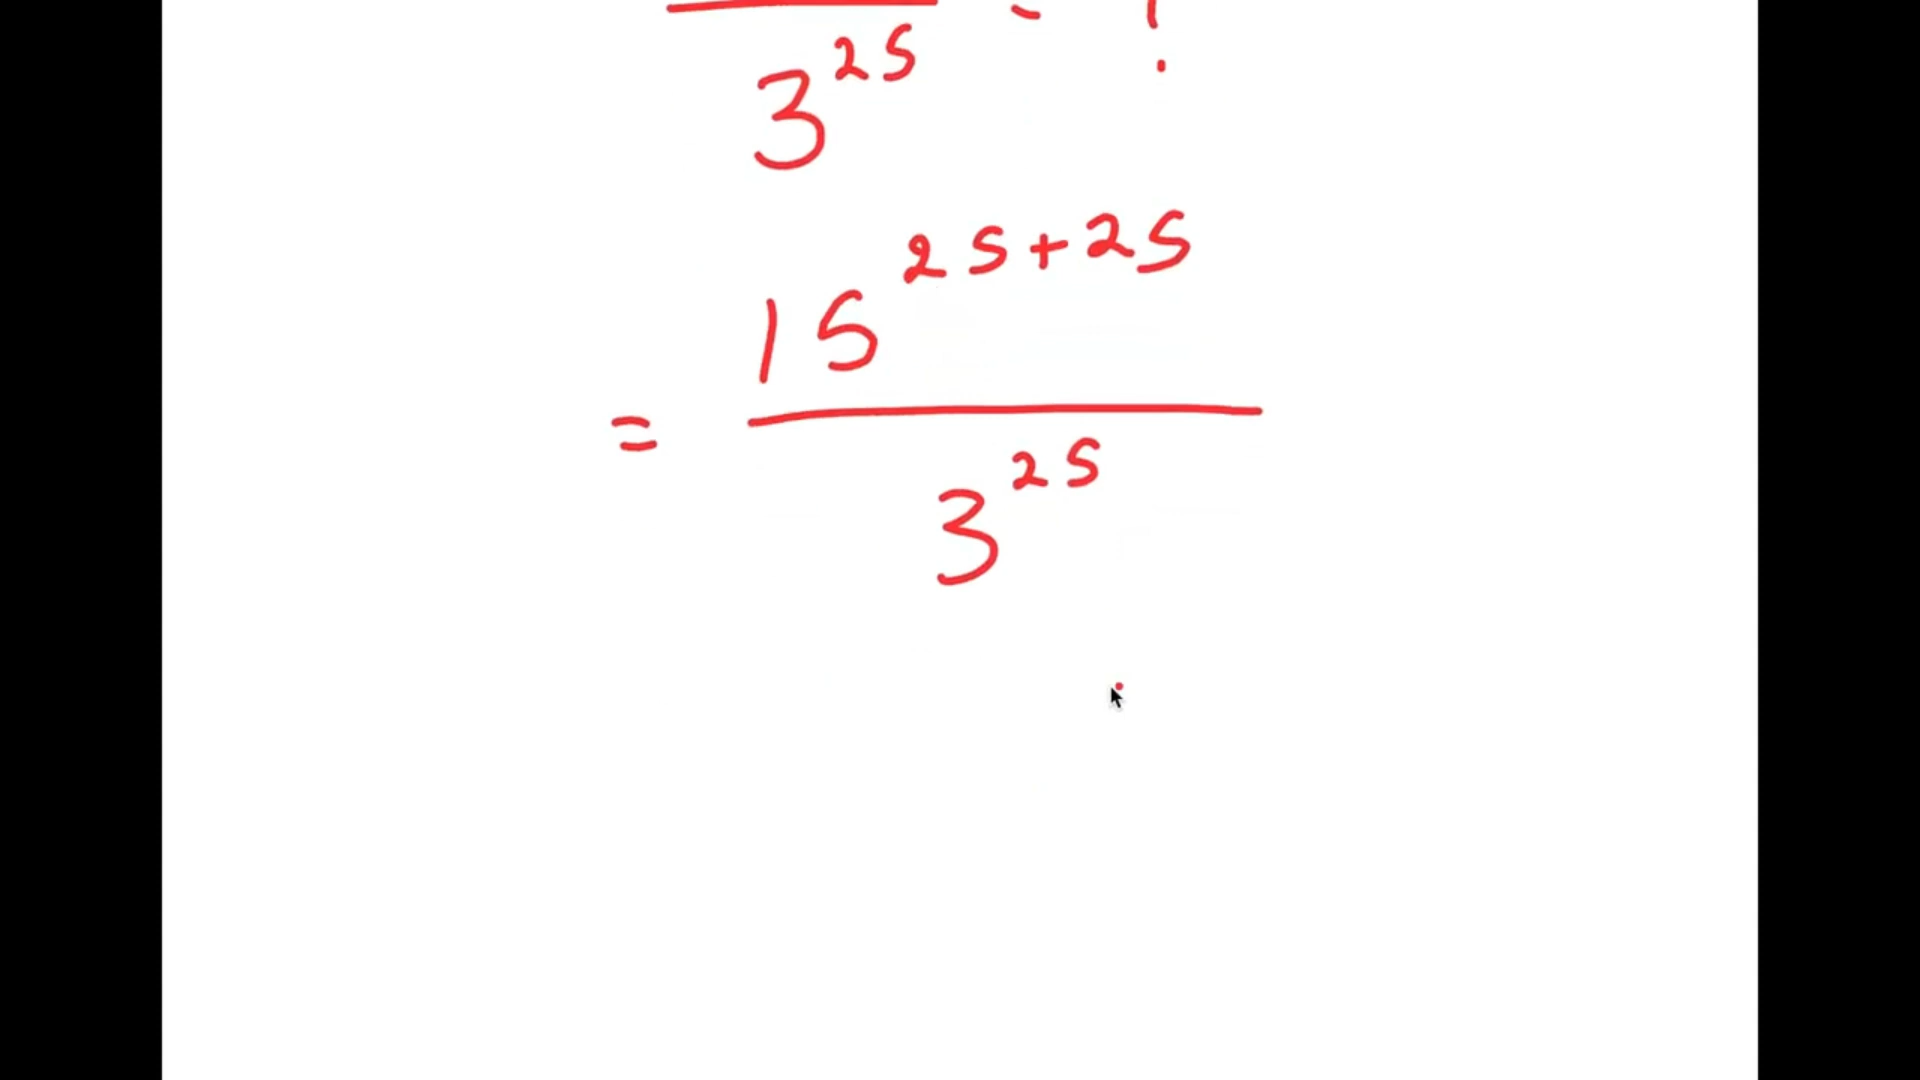 3^25 = ?
= 15^25+25 / 3^25